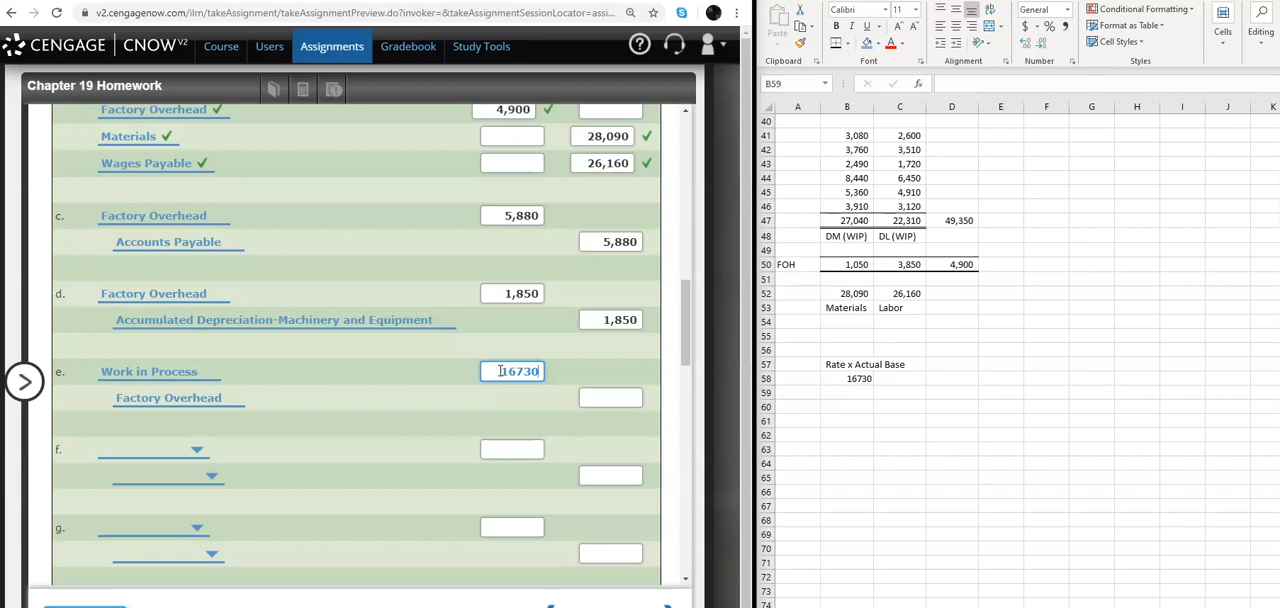 v2.cengagenow.com/ilrn/takeAssignment/takeAssignmentPreview.do?invoker=&takeAssignmentSessionLocator=assi...
CENGAGE | CNOWv2 Course Users Assignments Gradebook Study Tools
Chapter 19 Homework
Factory Overhead 4,900
Materials 28,090
Wages Payable 26,160
c. Factory Overhead 5,880
Accounts Payable 5,880
d. Factory Overhead 1,850
Accumulated Depreciation-Machinery and Equipment 1,850
e. Work in Process 16730
Factory Overhead
f.
g.
Paste
Clipboard
Calibri 11
B I U
Font
Alignment
General
$ % 
Number
Conditional Formatting
Format as Table
Cell Styles
Styles
Cells
Editing
B59 fx
A B C D E F G H I J K
40
41 3,080 2,600
42 3,760 3,510
43 2,490 1,720
44 8,440 6,450
45 5,360 4,910
46 3,910 3,120
47 27,040 22,310 49,350
48 DM (WIP) DL (WIP)
49
50 FOH 1,050 3,850 4,900
51
52 28,090 26,160
53 Materials Labor
54
55
56
57 Rate x Actual Base
58 16730
59
60
61
62
63
64
65
66
67
68
69
70
71
72
73
74